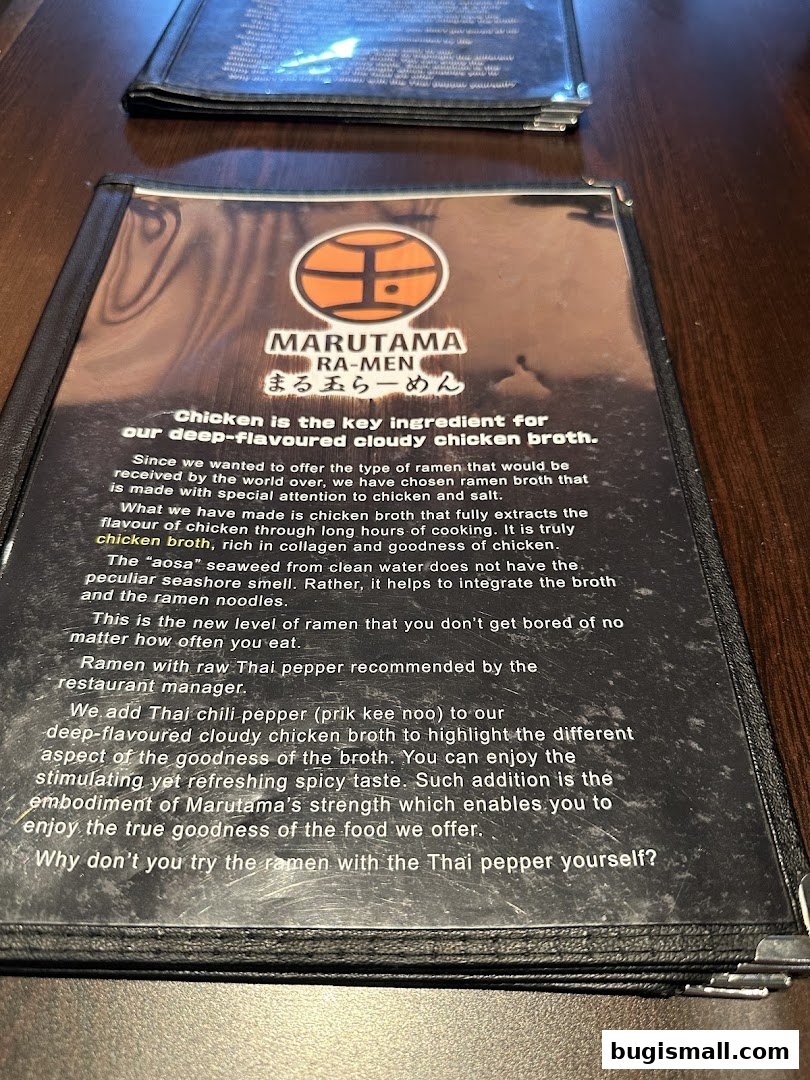 玉
MARUTAMA
RA-MEN
まる玉らーめん
Chicken is the key ingredient for
our deep-flavoured cloudy chicken broth.
Since we wanted to offer the type of ramen that would be
received by the world over, we have chosen ramen broth that
is made with special attention to chicken and salt.
What we have made is chicken broth that fully extracts the
flavour of chicken through long hours of cooking. It is truly
chicken broth, rich in collagen and goodness of chicken.
The “aosa” seaweed from clean water does not have the
peculiar seashore smell. Rather, it helps to integrate the broth
and the ramen noodles.
This is the new level of ramen that you don't get bored of no
matter how often you eat.
Ramen with raw Thai pepper recommended by the
restaurant manager.
We add Thai chili pepper (prik kee noo) to our
deep-flavoured cloudy chicken broth to highlight the different
aspect of the goodness of the broth. You can enjoy the
stimulating yet refreshing spicy taste. Such addition is the
embodiment of Marutama's strength which enables you to
enjoy the true goodness of the food we offer.
Why don't you try the ramen with the Thai pepper yourself?
bugismall.com